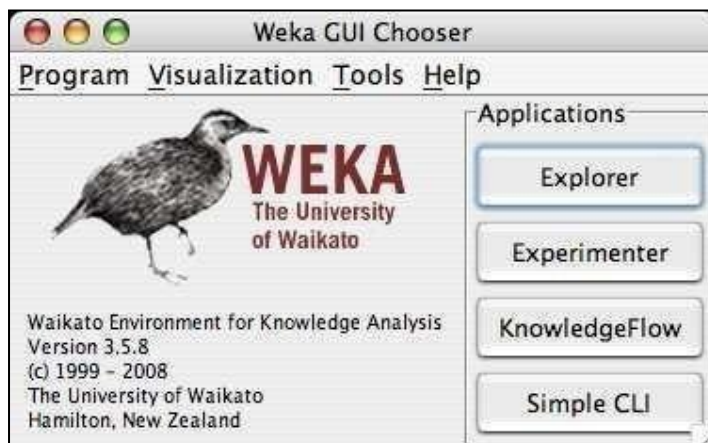 Weka GUI Chooser
Program Visualization Tools Help
WEKA
The University
of Waikato
Waikato Environment for Knowledge Analysis
Version 3.5.8
(c) 1999 - 2008
The University of Waikato
Hamilton, New Zealand
Applications
Explorer
Experimenter
KnowledgeFlow
Simple CLI